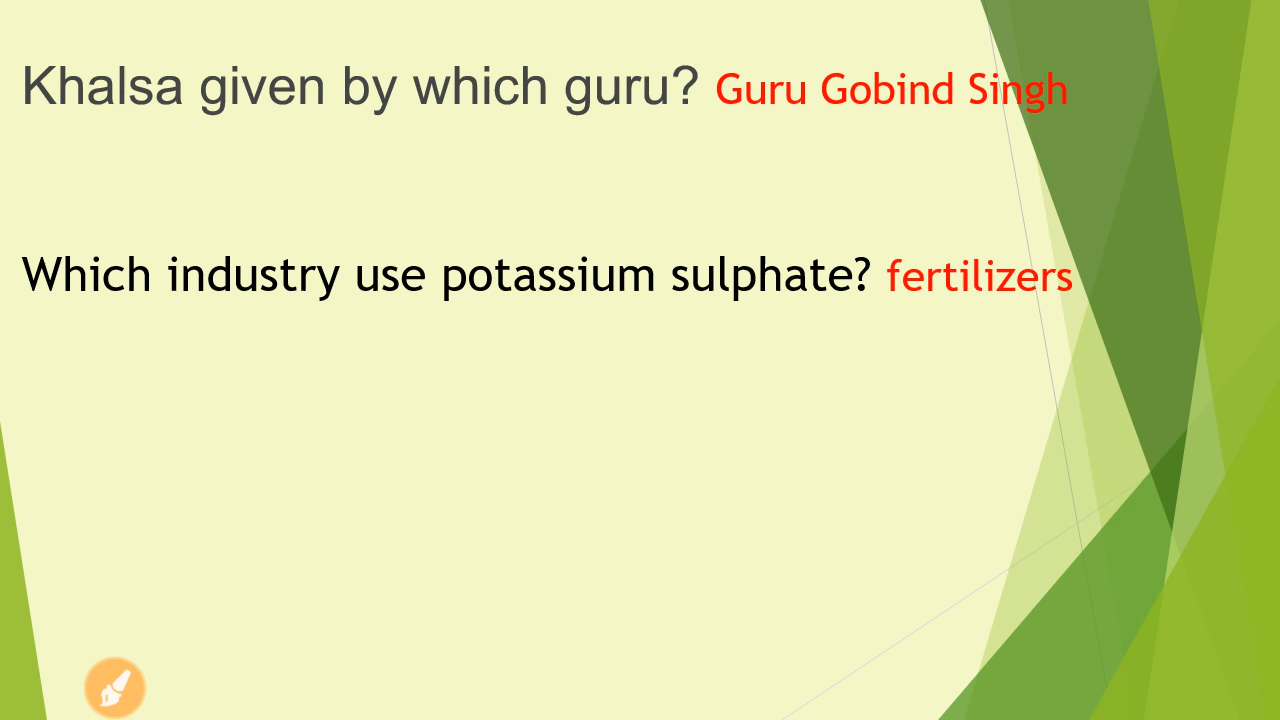 Khalsa given by which guru? Guru Gobind Singh
Which industry use potassium sulphate? fertilizers